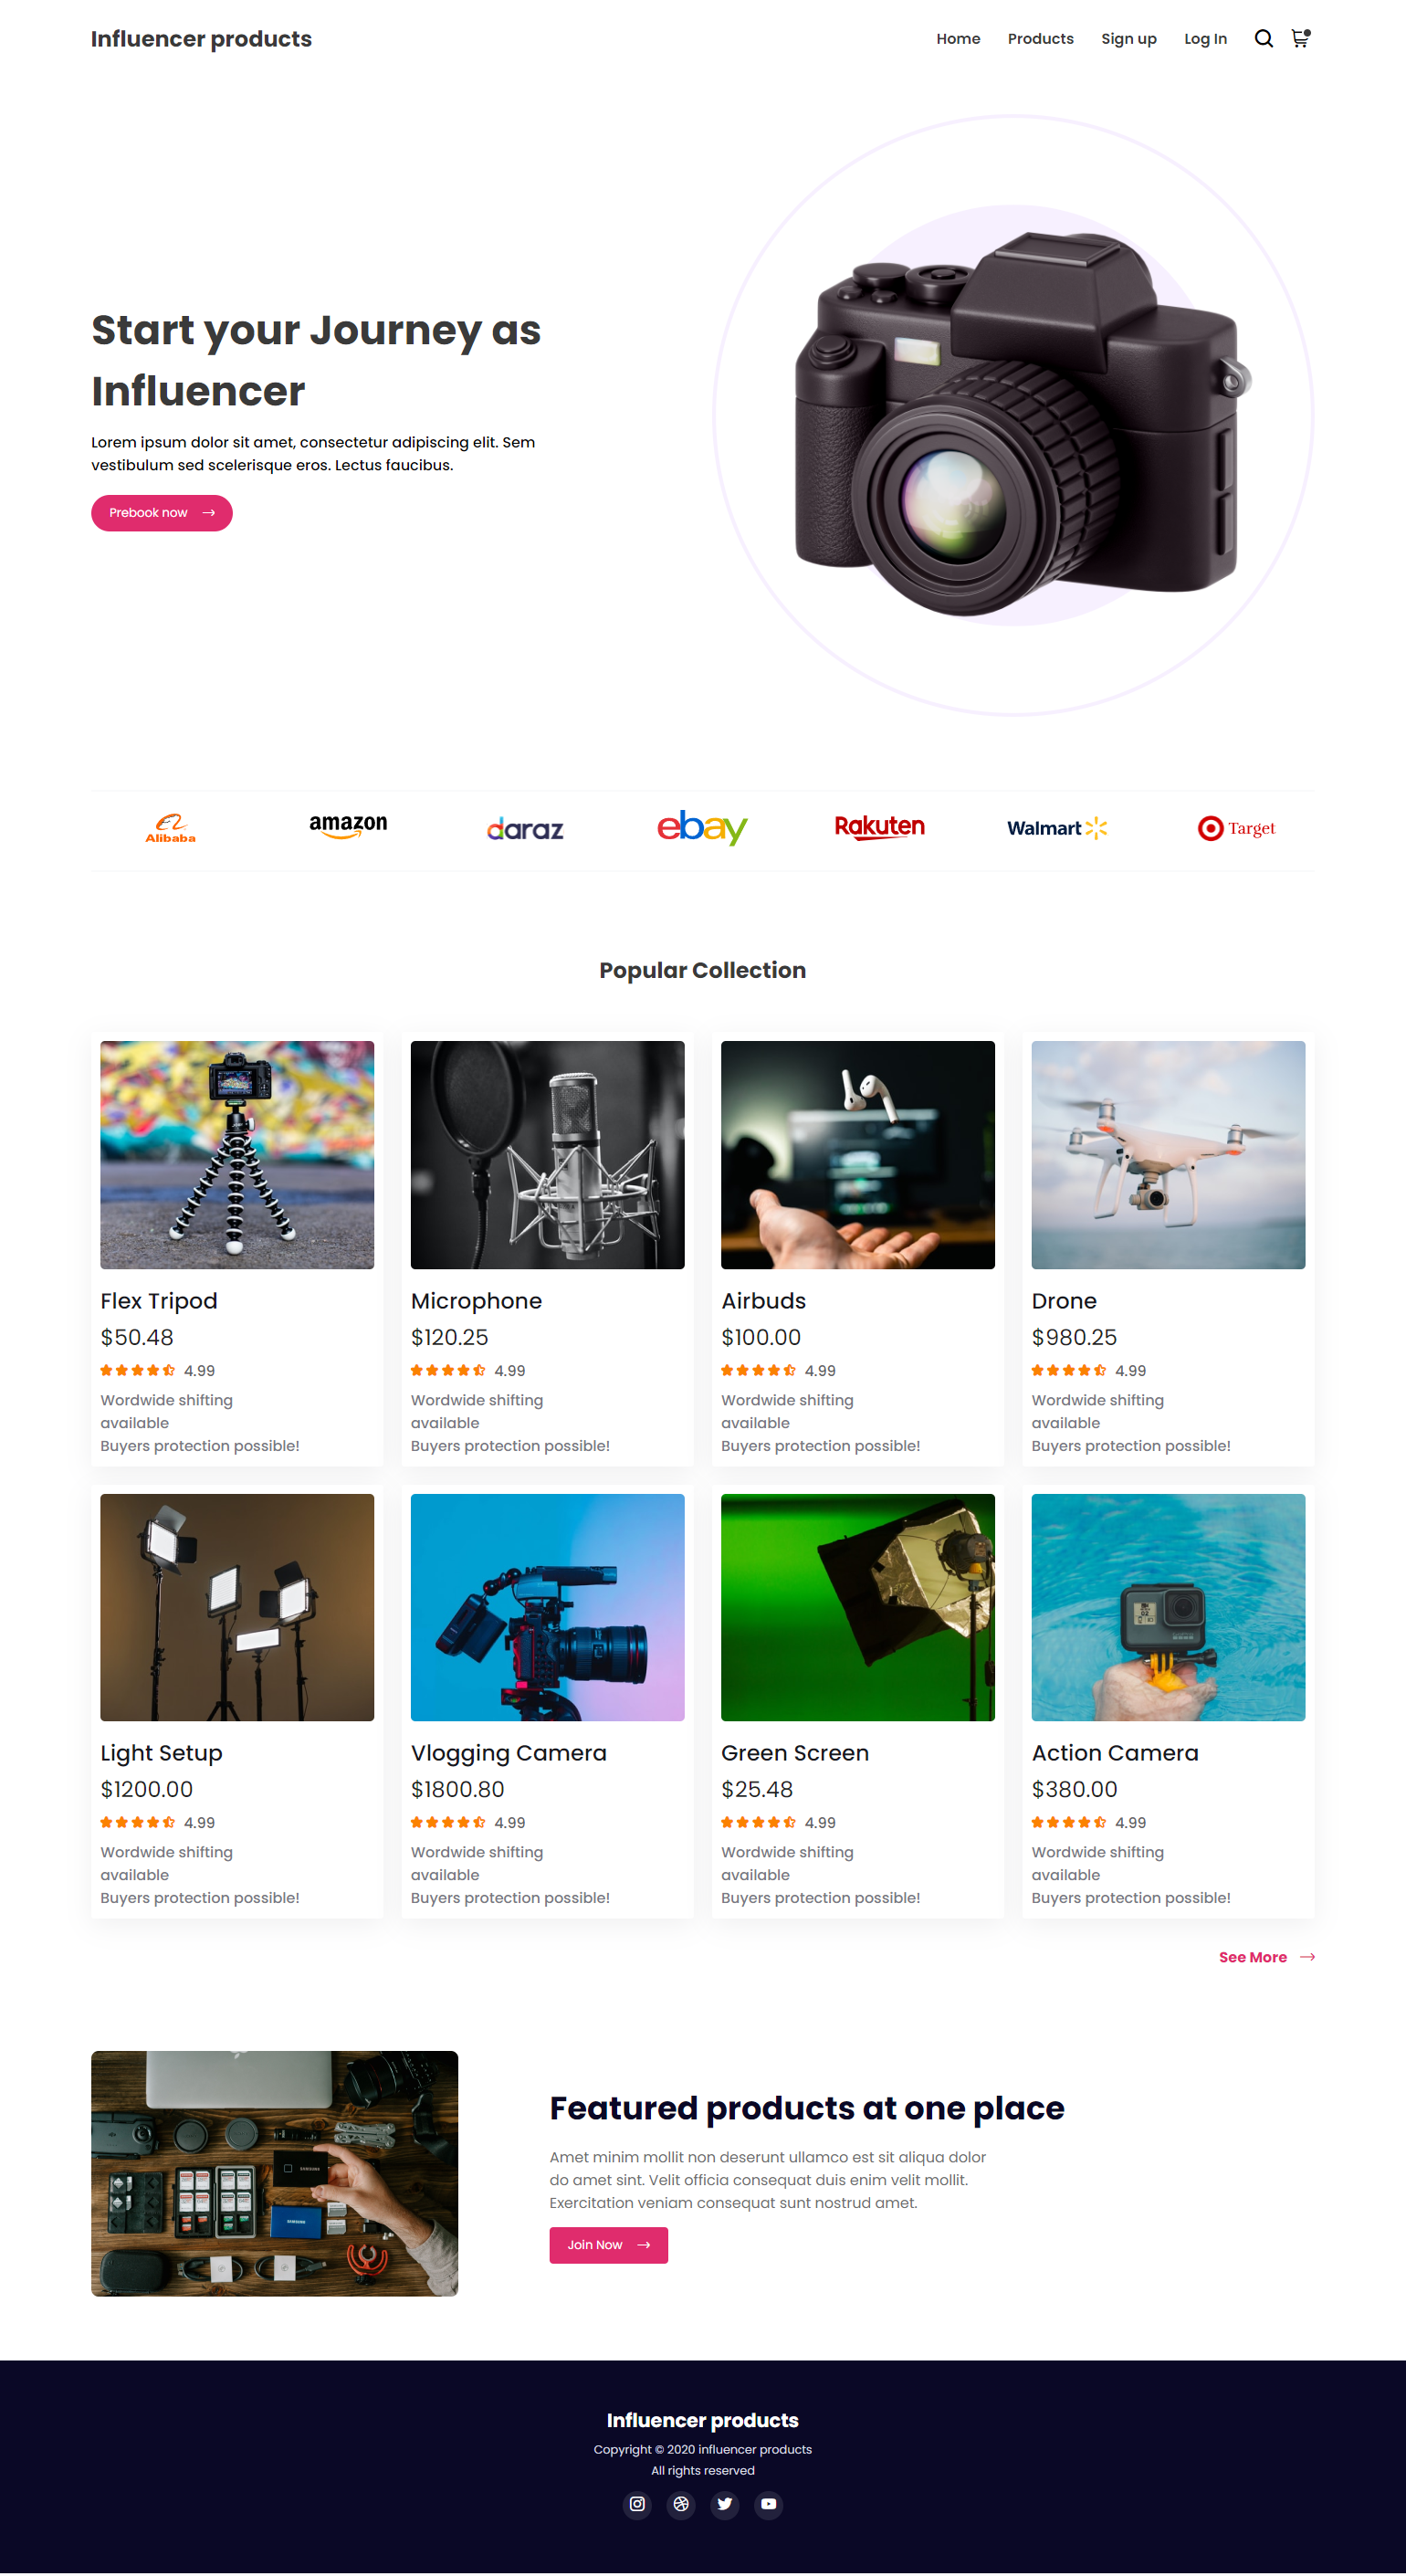 Influencer products
Home Products Sign up Log In
Start your Journey as
Influencer
Lorem ipsum dolor sit amet, consectetur adipiscing elit. Sem
vestibulum sed scelerisque eros. Lectus faucibus.
Prebook now
Alibaba amazon daraz ebay Rakuten Walmart Target
Popular Collection
Flex Tripod
$50.48
4.99
Wordwide shifting
available
Buyers protection possible!
Microphone
$120.25
4.99
Wordwide shifting
available
Buyers protection possible!
Airbuds
$100.00
4.99
Wordwide shifting
available
Buyers protection possible!
Drone
$980.25
4.99
Wordwide shifting
available
Buyers protection possible!
Light Setup
$1200.00
4.99
Wordwide shifting
available
Buyers protection possible!
Vlogging Camera
$1800.80
4.99
Wordwide shifting
available
Buyers protection possible!
Green Screen
$25.48
4.99
Wordwide shifting
available
Buyers protection possible!
Action Camera
$380.00
4.99
Wordwide shifting
available
Buyers protection possible!
See More
SAMSUNG
SAMSUNG
Featured products at one place
Amet minim mollit non deserunt ullamco est sit aliqua dolor
do amet sint. Velit officia consequat duis enim velit mollit.
Exercitation veniam consequat sunt nostrud amet.
Join Now
Influencer products
Copyright © 2020 influencer products
All rights reserved